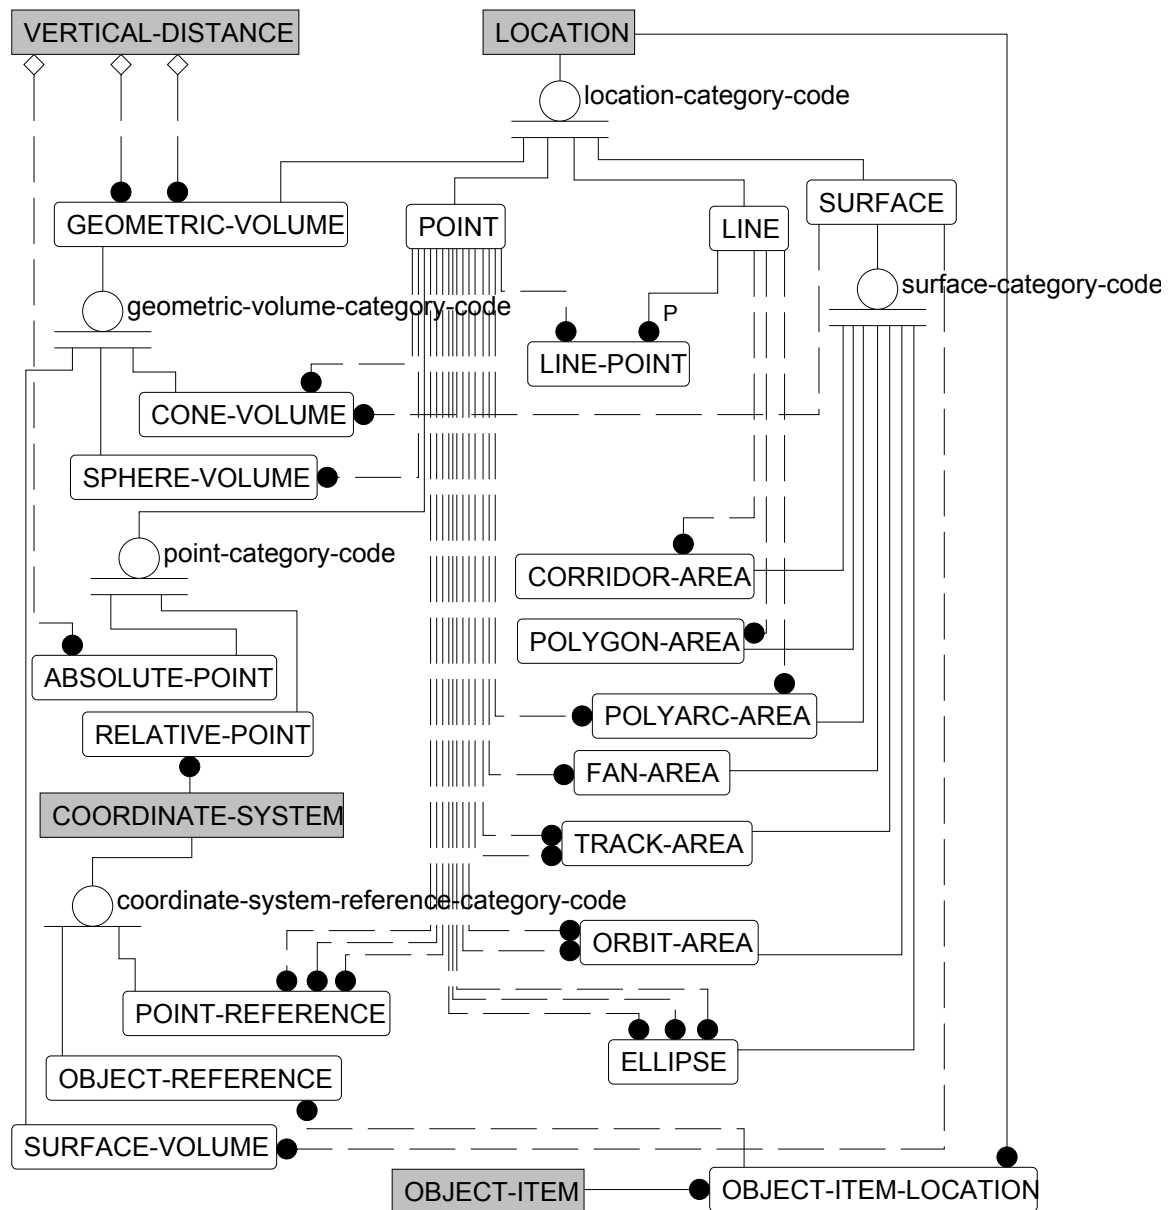 VERTICAL-DISTANCE
LOCATION
location-category-code
GEOMETRIC-VOLUME
POINT
LINE
SURFACE
surface-category-code
geometric-volume-category-code
P
LINE-POINT
CONE-VOLUME
SPHERE-VOLUME
point-category-code
CORRIDOR-AREA
POLYGON-AREA
ABSOLUTE-POINT
POLYARC-AREA
RELATIVE-POINT
FAN-AREA
COORDINATE-SYSTEM
TRACK-AREA
coordinate-system-reference-category-code
ORBIT-AREA
POINT-REFERENCE
ELLIPSE
OBJECT-REFERENCE
SURFACE-VOLUME
OBJECT-ITEM
OBJECT-ITEM-LOCATION